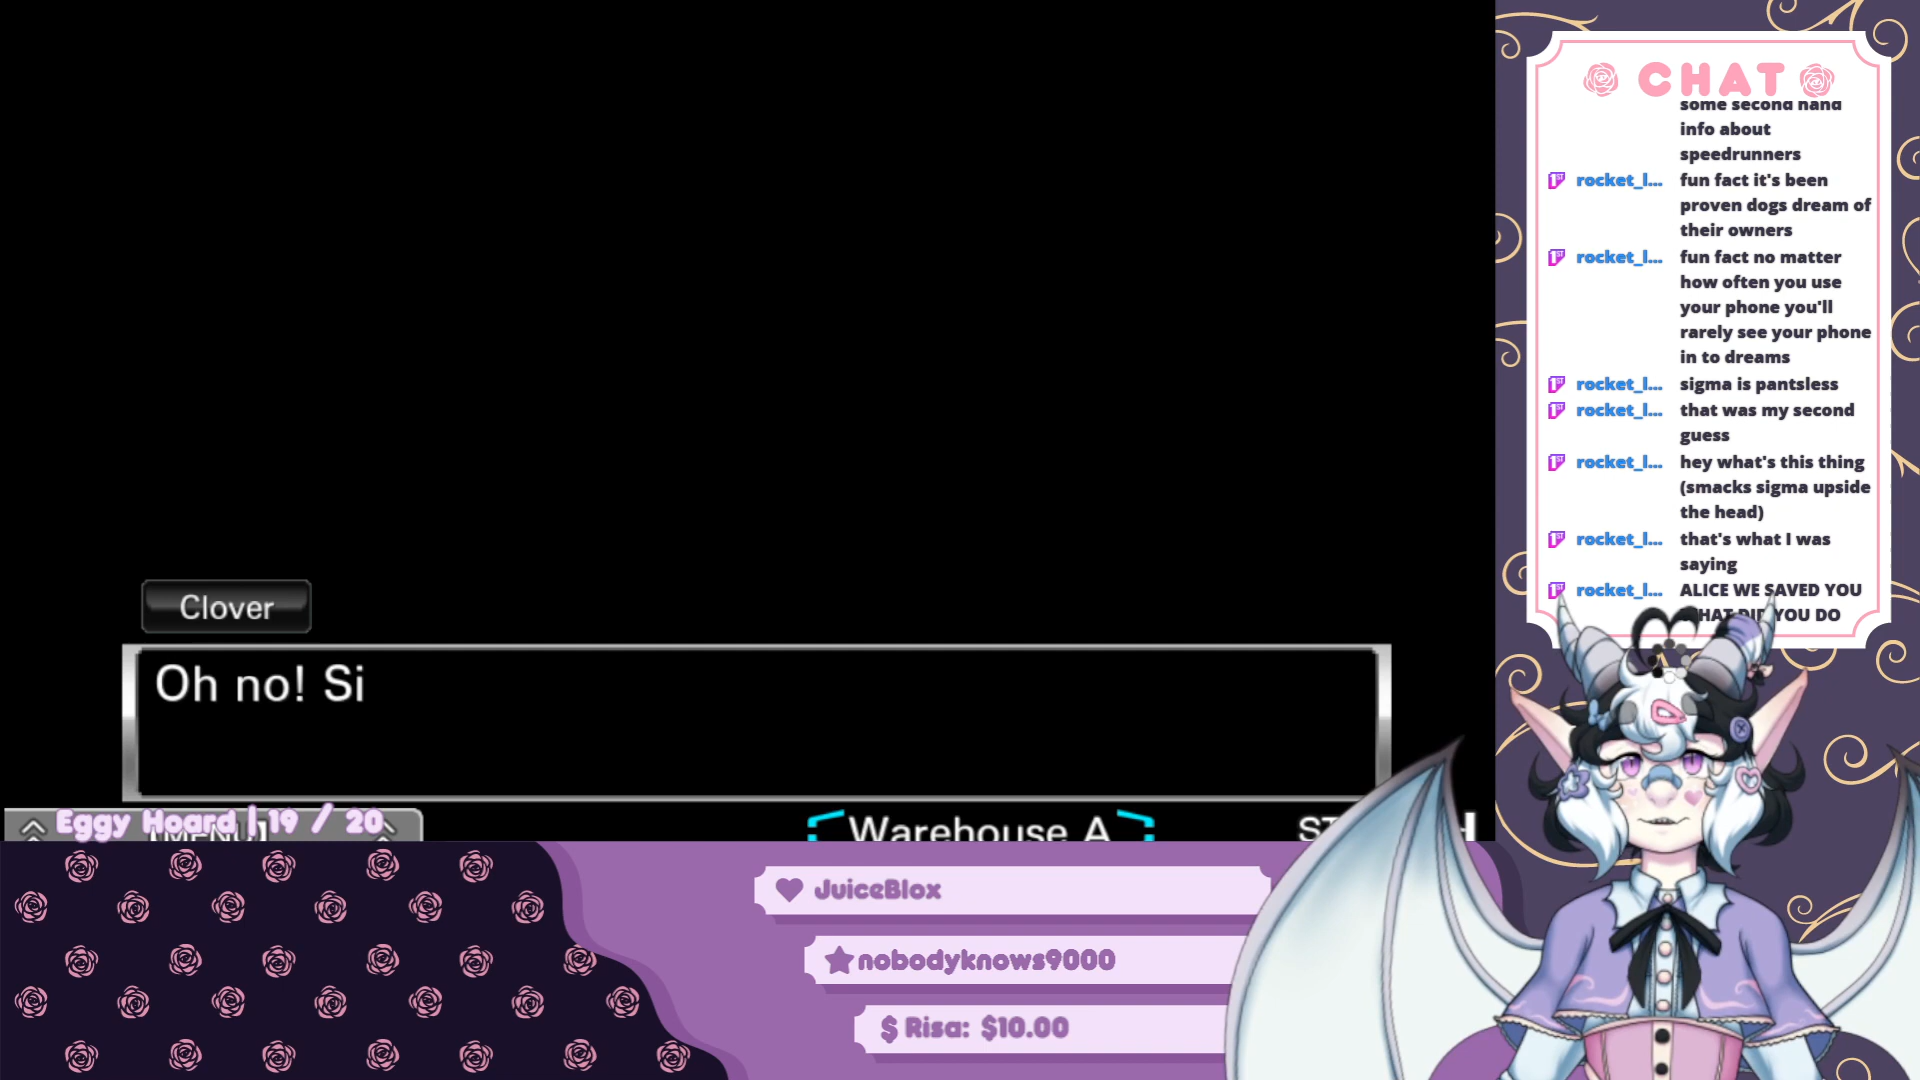 Clover
Oh no! Si
Eggy Hoard | 19 / 20
[MENU]
Warehouse A
JuiceBlox
nobodyknows9000
$ Risa: $10.00
CHAT
some second hand
info about
speedrunners
rocket_l... fun fact it's been
proven dogs dream of
their owners
rocket_l... fun fact no matter
how often you use
your phone you'll
rarely see your phone
in to dreams
rocket_l... sigma is pantsless
rocket_l... that was my second
guess
rocket_l... hey what's this thing
(smacks sigma upside
the head)
rocket_l... that's what I was
saying
rocket_l... ALICE WE SAVED YOU
WHAT DID YOU DO